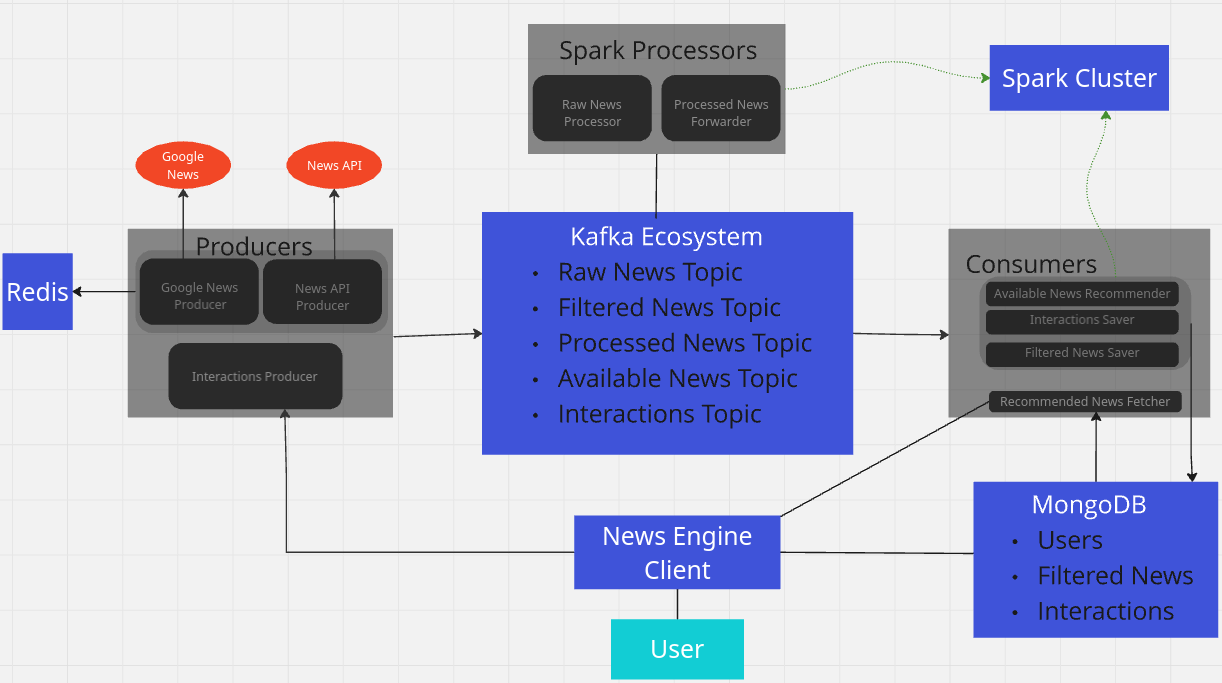 Spark Processors
Raw News
Processor
Processed News
Forwarder
Spark Cluster
Google
News
News API
Producers
Google News
Producer
News API
Producer
Interactions Producer
Redis
Kafka Ecosystem
• Raw News Topic
• Filtered News Topic
• Processed News Topic
• Available News Topic
• Interactions Topic
Consumers
Available News Recommender
Interactions Saver
Filtered News Saver
Recommended News Fetcher
News Engine
Client
MongoDB
• Users
• Filtered News
• Interactions
User